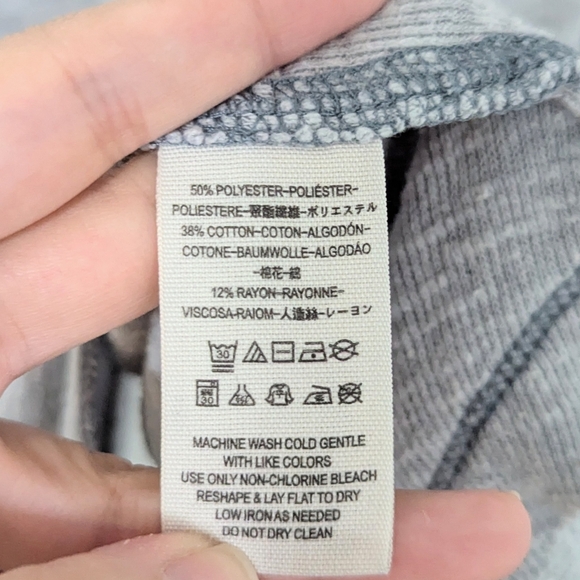 50% POLYESTER-POLIÉSTER-
POLIESTERE-聚酯纖維-ポリエステル
38% COTTON-COTON-ALGODÓN-
COTONE-BAUMWOLLE-ALGODÃO
-棉花-綿
12% RAYON-RAYONNE-
VISCOSA-RAIOM-人造絲-レーヨン
30
30
MACHINE WASH COLD GENTLE
WITH LIKE COLORS
USE ONLY NON-CHLORINE BLEACH
RESHAPE & LAY FLAT TO DRY
LOW IRON AS NEEDED
DO NOT DRY CLEAN